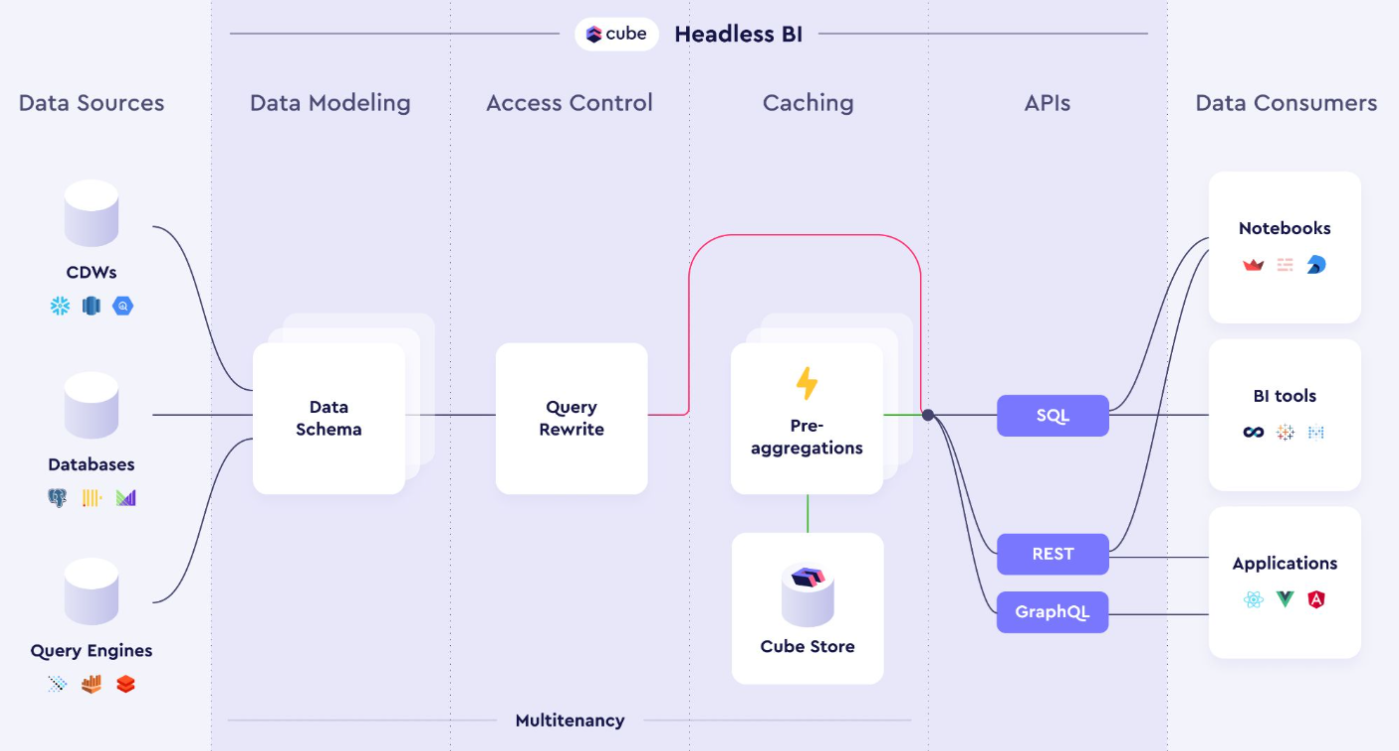 cube Headless BI
Data Sources
Data Modeling
Access Control
Caching
APIs
Data Consumers
CDWs
Databases
Query Engines
Data
Schema
Query
Rewrite
Pre-
aggregations
Cube Store
SQL
REST
GraphQL
Notebooks
BI tools
Applications
Multitenancy